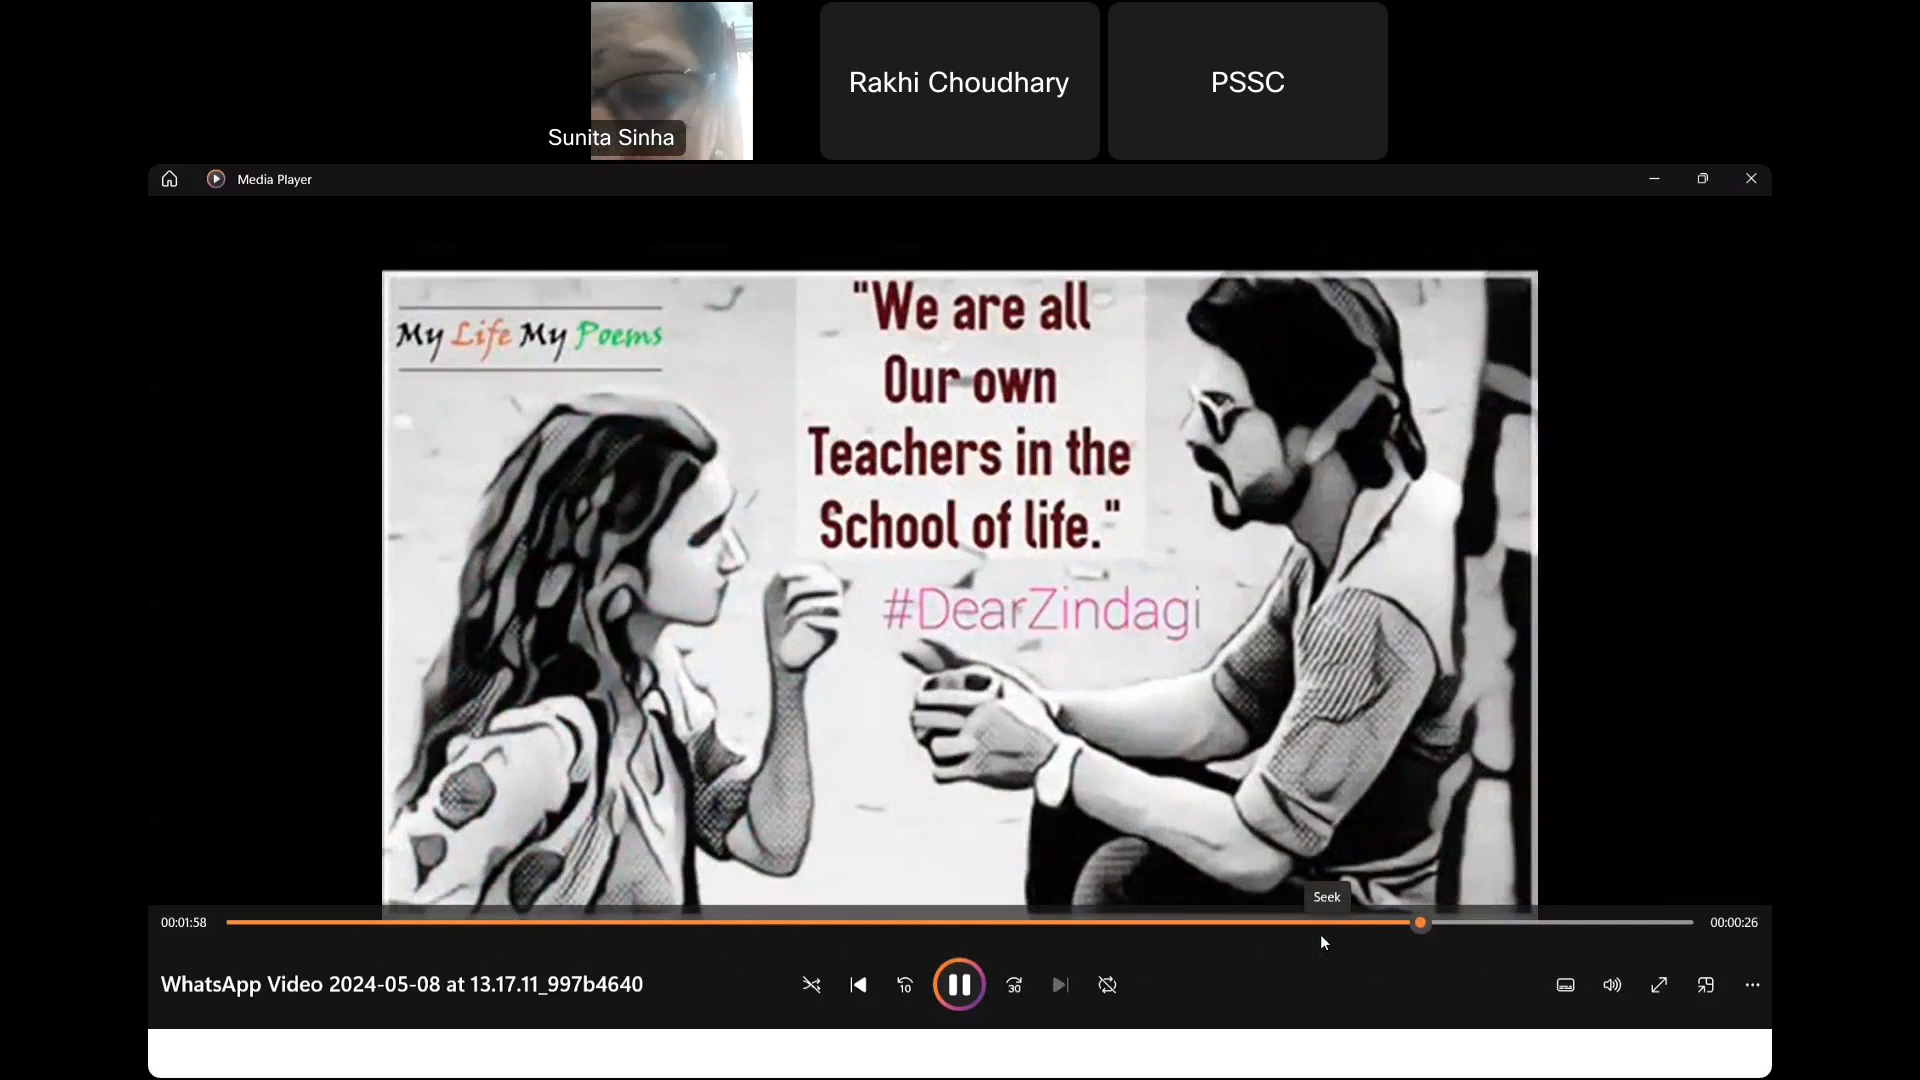 Sunita Sinha
Rakhi Choudhary
PSSC
Media Player
My Life My Poems
"We are all
Our own
Teachers in the
School of life."
#DearZindagi
Seek
00:01:58
00:00:26
WhatsApp Video 2024-05-08 at 13.17.11_997b4640
10
30